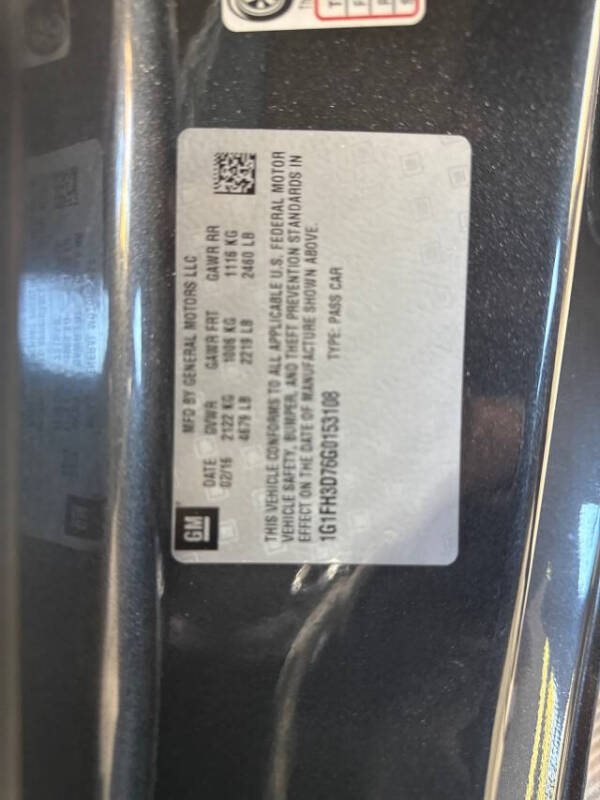 GM
MFD BY GENERAL MOTORS LLC
DATE GVWR GAWR FRT GAWR RR
02/16 2122 KG 1006 KG 1116 KG
4679 LB 2219 LB 2460 LB
THIS VEHICLE CONFORMS TO ALL APPLICABLE U.S. FEDERAL MOTOR
VEHICLE SAFETY, BUMPER, AND THEFT PREVENTION STANDARDS IN
EFFECT ON THE DATE OF MANUFACTURE SHOWN ABOVE.
1G1FH3D76G0153108 TYPE: PASS CAR